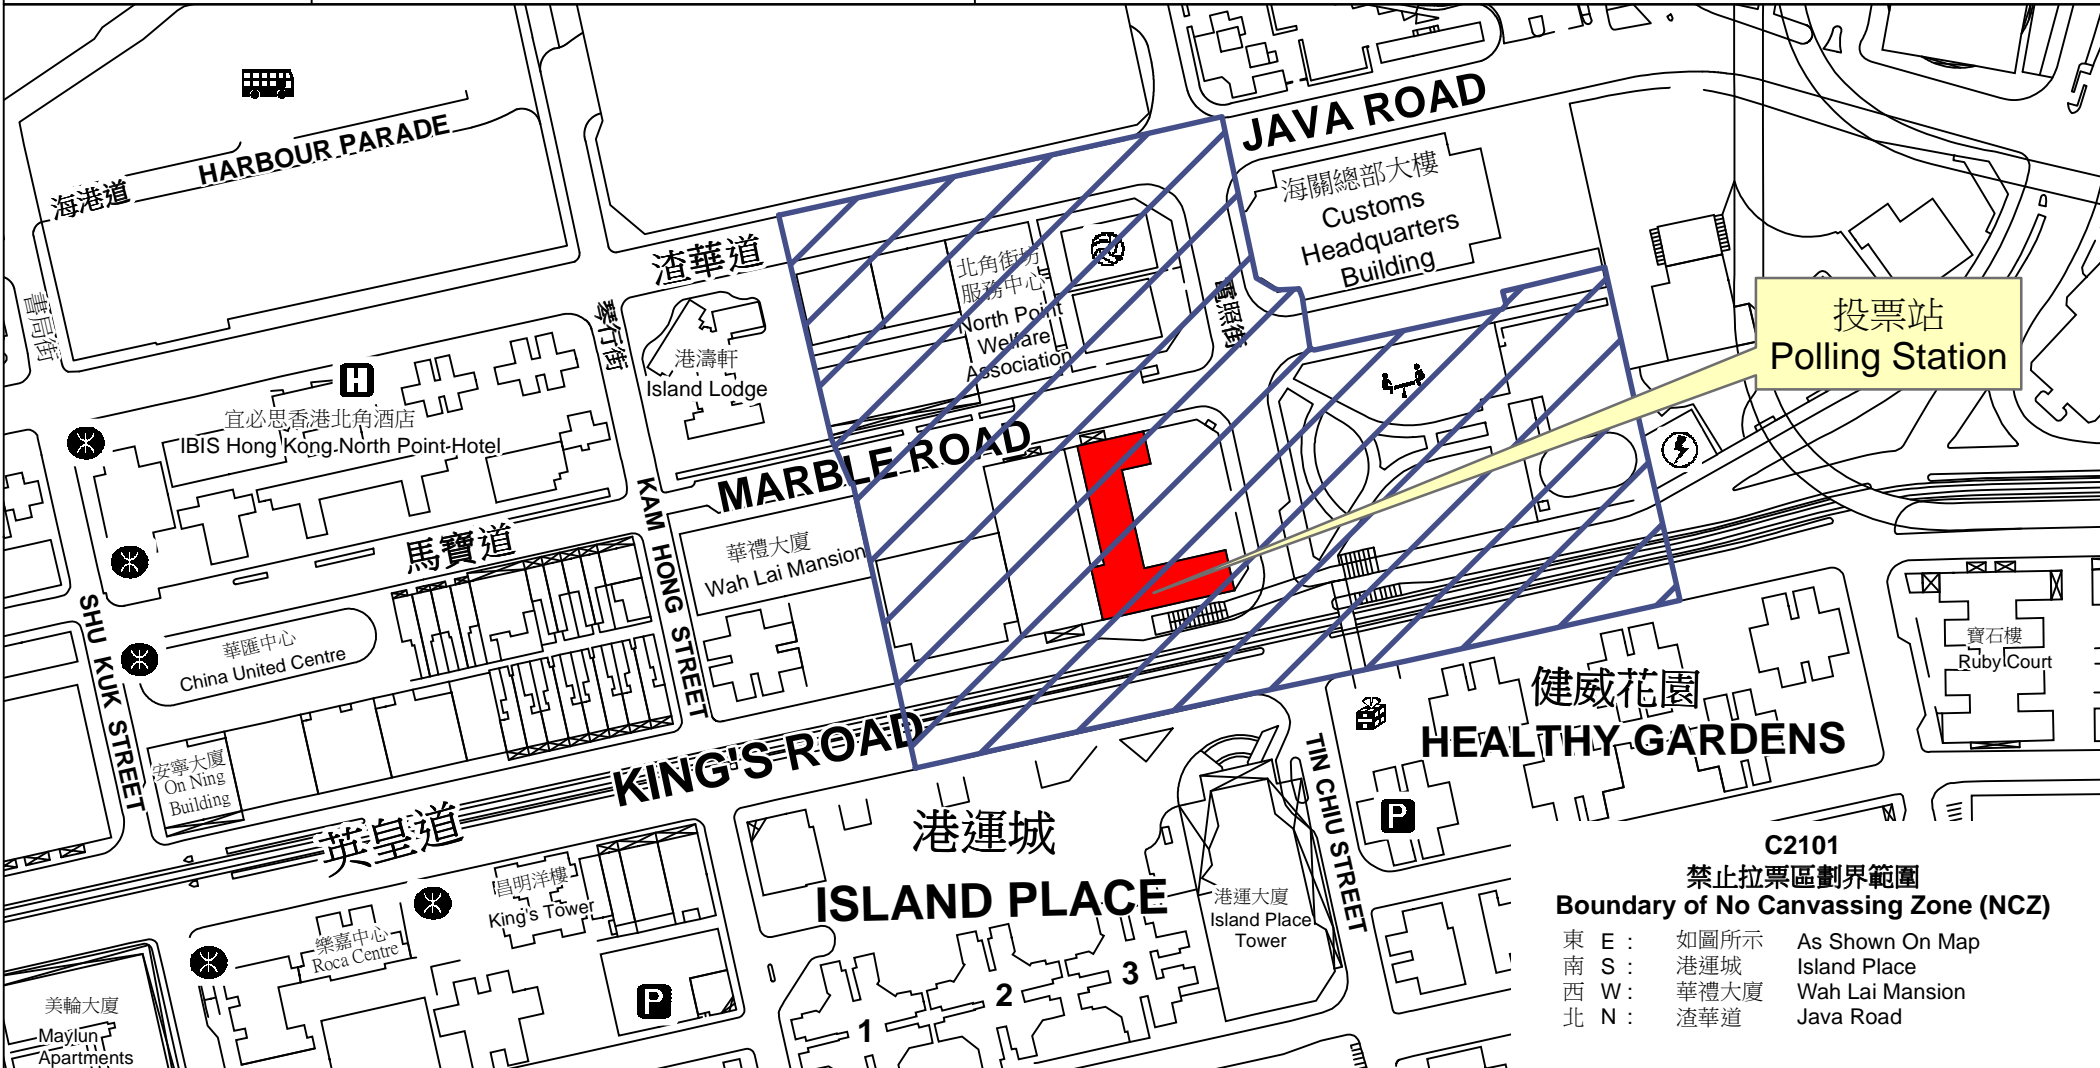 JAVA ROAD
HARBOUR PARADE
海港道
海關總部大樓
Customs
Headquarters
Building
渣華道
北角街坊
服務中心
North Point
Welfare
Association
書局街
琴行街
電照街
投票站
Polling Station
港濤軒
Island Lodge
H
宜必思香港北角酒店
IBIS Hong Kong North Point Hotel
MARBLE ROAD
馬寶道
KAM HONG STREET
華禮大廈
Wah Lai Mansion
SHU KUK STREET
華匯中心
China United Centre
寶石樓
Ruby Court
健威花園
HEALTHY GARDENS
安寧大廈
On Ning
Building
KING'S ROAD
英皇道
TIN CHIU STREET
P
港運城
ISLAND PLACE
昌明洋樓
King's Tower
港運大廈
Island Place
Tower
樂嘉中心
Roca Centre
P
1
2
3
美輪大廈
Maylun
Apartments
C2101
禁止拉票區劃界範圍
Boundary of No Canvassing Zone (NCZ)
東 E : 如圖所示 As Shown On Map
南 S : 港運城 Island Place
西 W : 華禮大廈 Wah Lai Mansion
北 N : 渣華道 Java Road